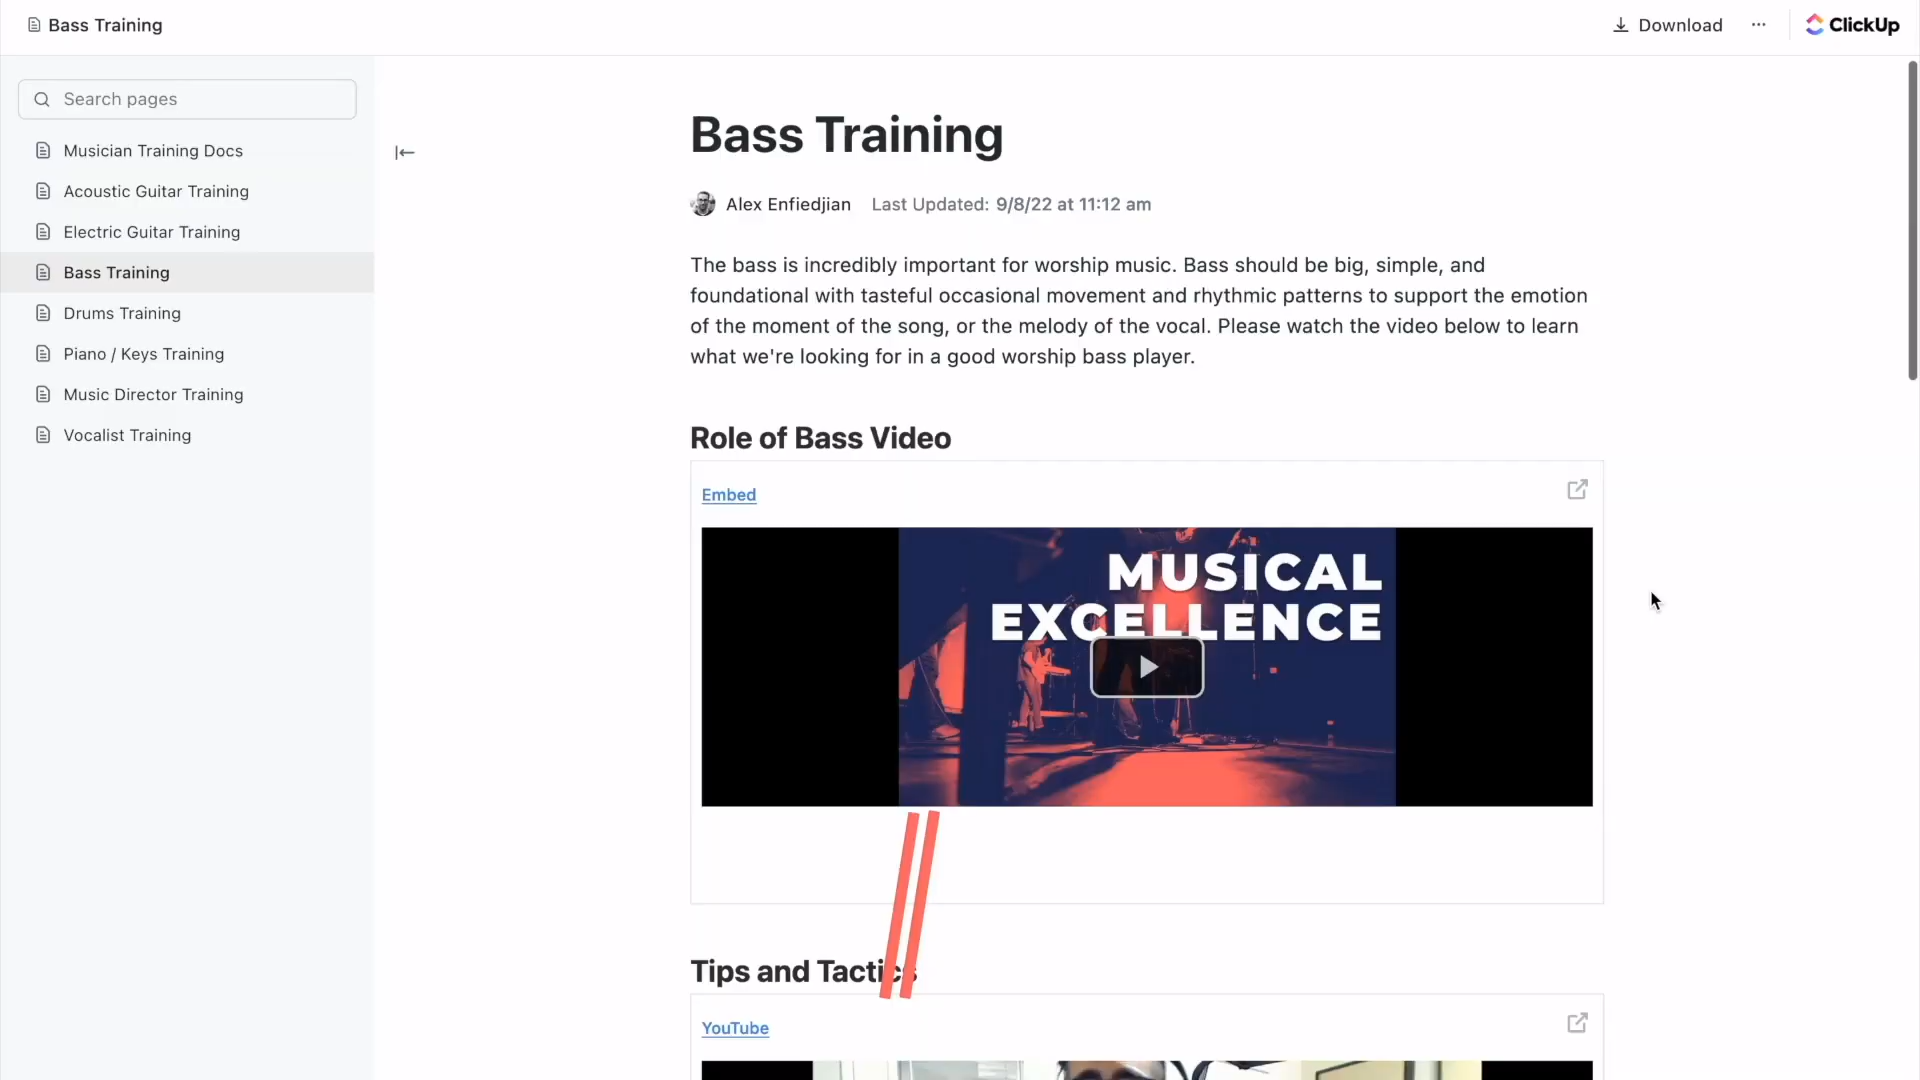 Bass Training
Download
ClickUp
Search pages
Musician Training Docs
Acoustic Guitar Training
Electric Guitar Training
Bass Training
Drums Training
Piano / Keys Training
Music Director Training
Vocalist Training
Bass Training
Alex Enfiedjian Last Updated: 9/8/22 at 11:12 am
The bass is incredibly important for worship music. Bass should be big, simple, and
foundational with tasteful occasional movement and rhythmic patterns to support the emotion
of the moment of the song, or the melody of the vocal. Please watch the video below to learn
what we're looking for in a good worship bass player.
Role of Bass Video
Embed
MUSICAL
EXCELLENCE
Tips and Tactics
YouTube